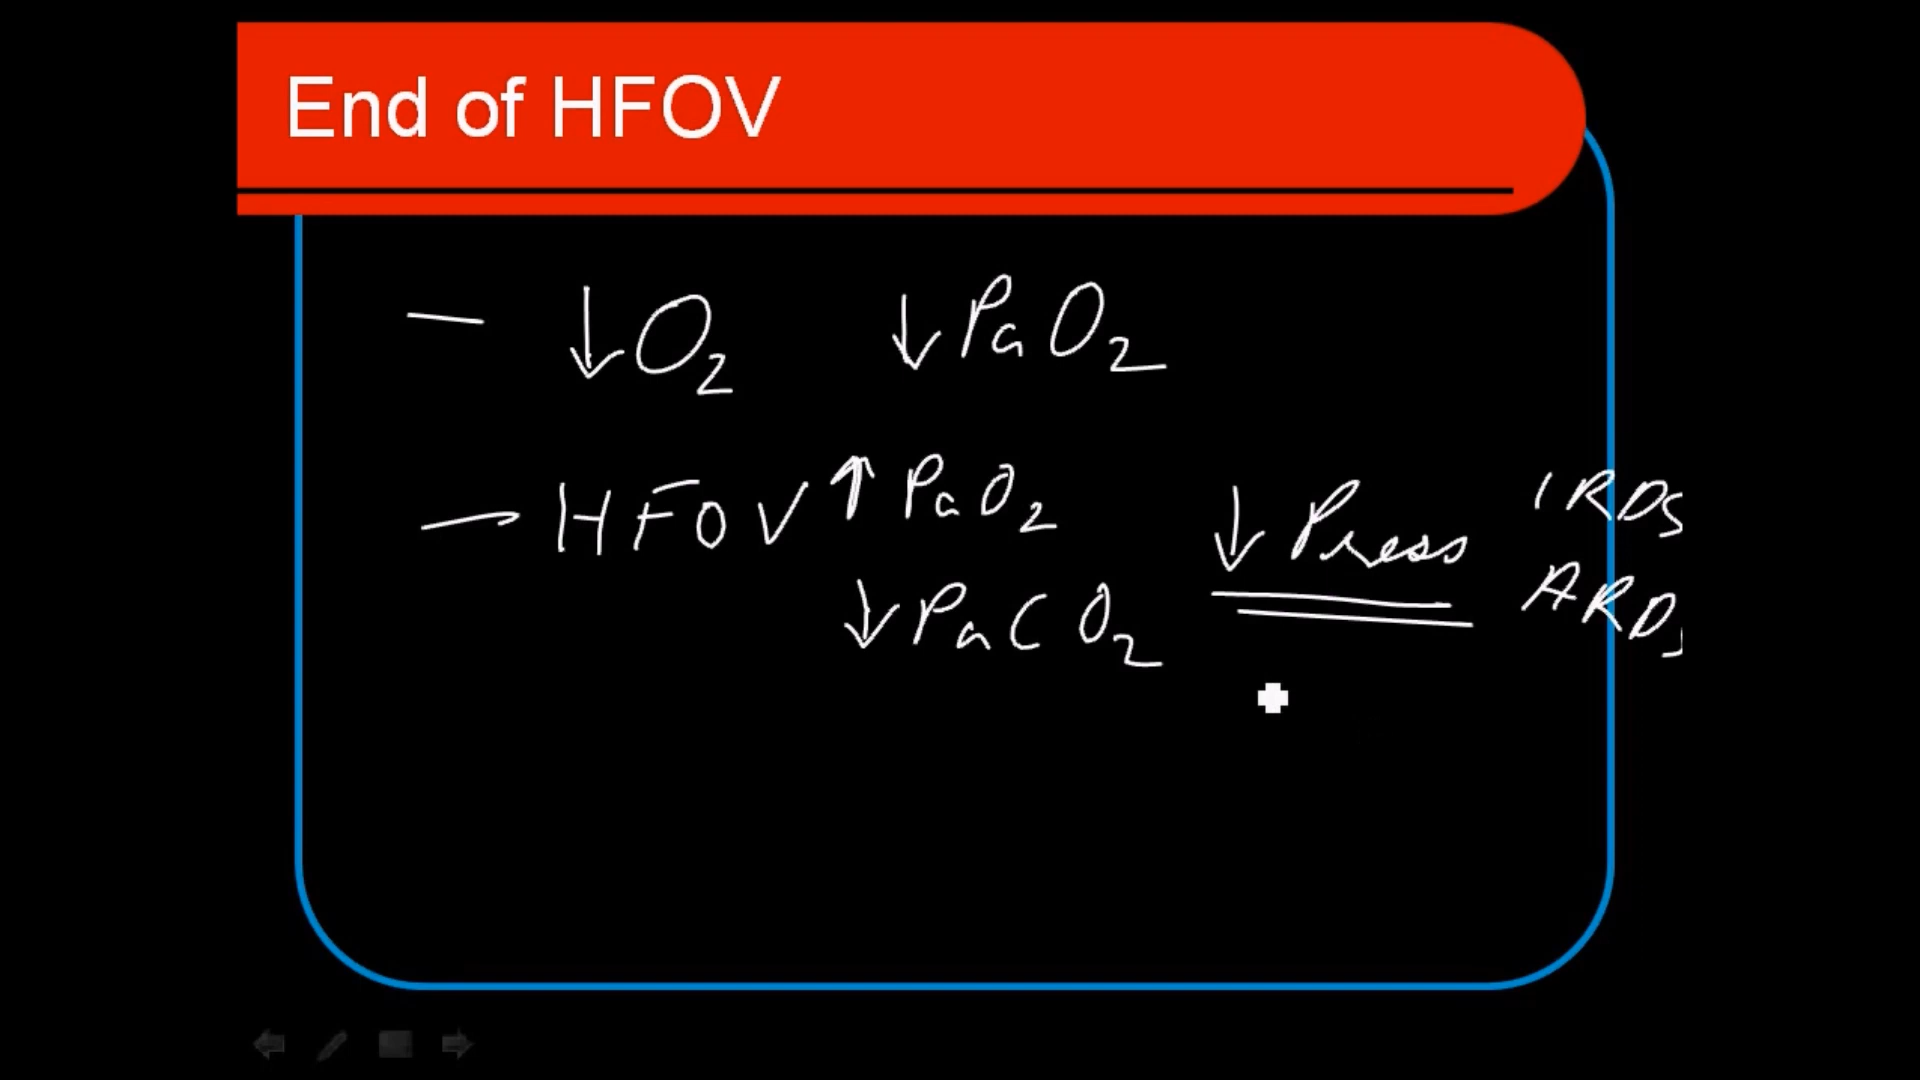 End of HFOV
— ↓O₂ ↓PaO₂
— HFOV ↑PaO₂ ↓Press IRDS
↓PaCO₂ ARDS